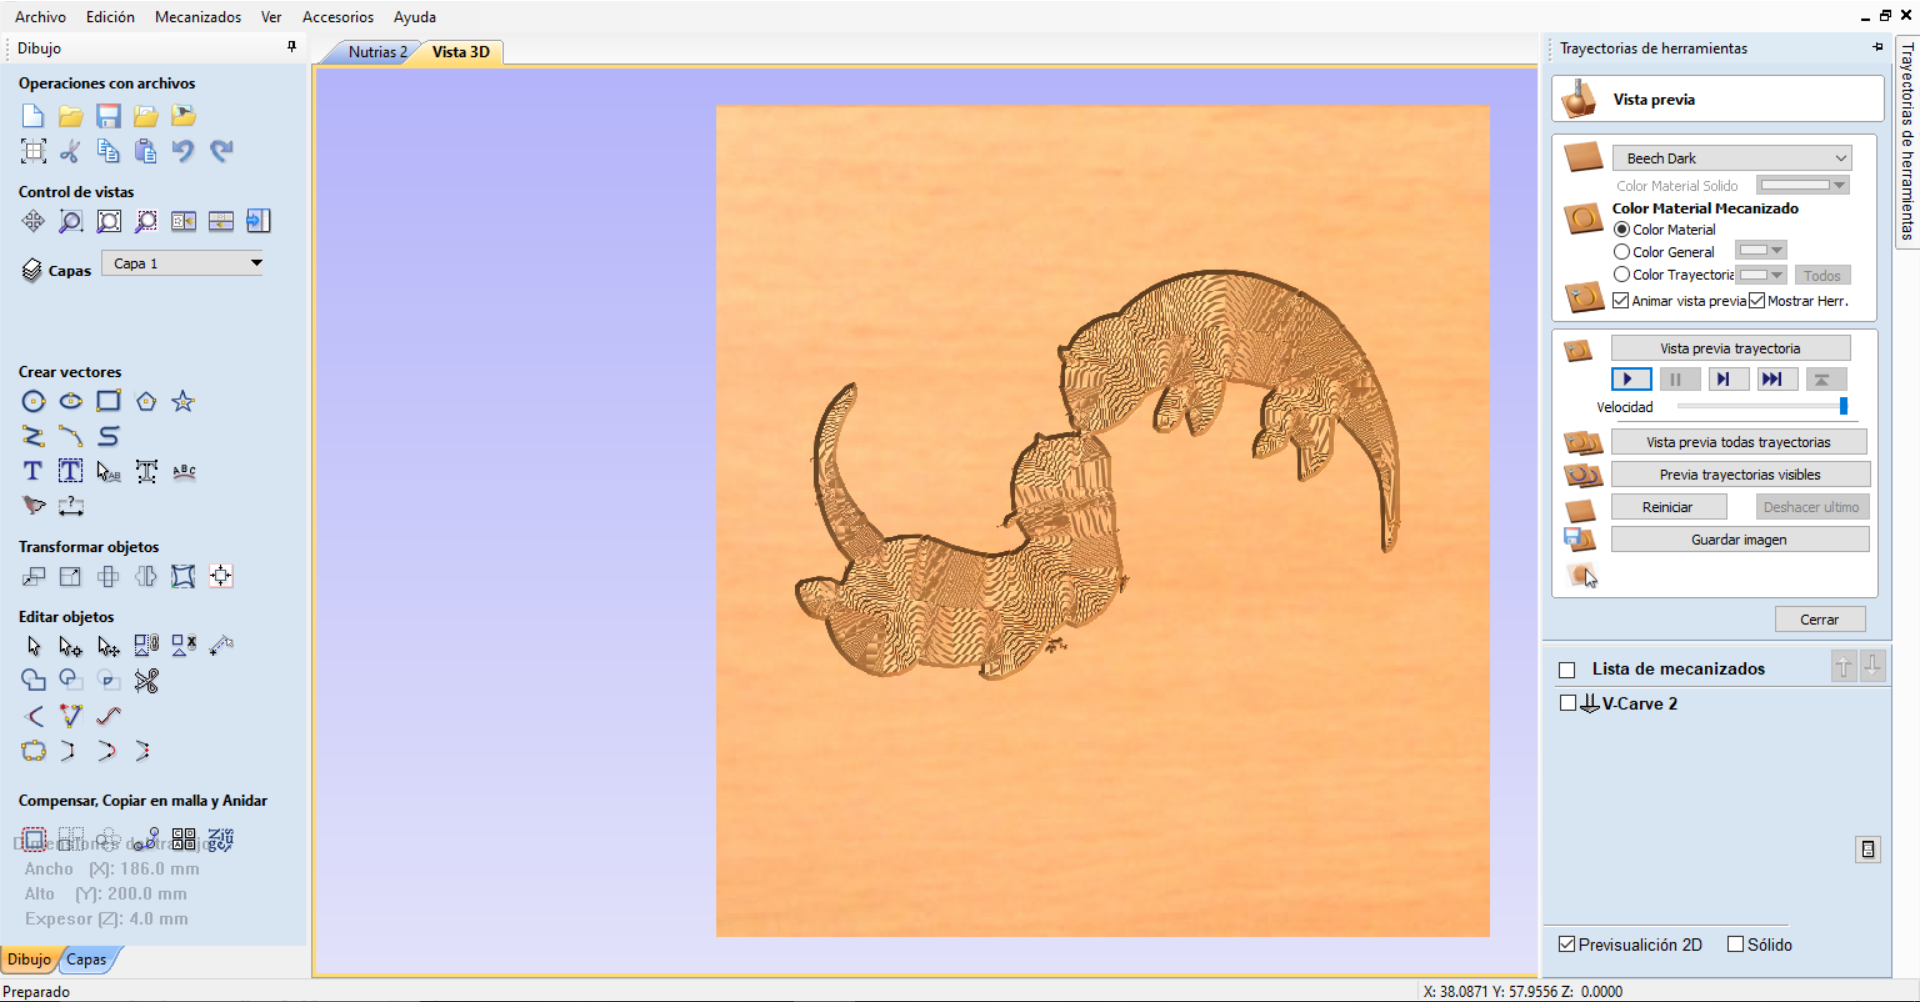 Archivo Edición Mecanizados Ver Accesorios Ayuda
Dibujo
Operaciones con archivos
Control de vistas
Capas Capa 1
Crear vectores
Transformar objetos
Editar objetos
Compensar, Copiar en malla y Anidar
Dimensiones de trabajo
Ancho (X): 186.0 mm
Alto (Y): 200.0 mm
Expesor (Z): 4.0 mm
Dibujo Capas
Preparado
Nutrias 2 Vista 3D
Trayectorias de herramientas
Vista previa
Beech Dark
Color Material Solido
Color Material Mecanizado
Color Material
Color General
Color Trayectoria Todos
Animar vista previa Mostrar Herr.
Vista previa trayectoria
Velocidad
Vista previa todas trayectorias
Previa trayectorias visibles
Reiniciar Deshacer ultimo
Guardar imagen
Cerrar
Lista de mecanizados
V-Carve 2
Previsualición 2D Sólido
X: 38.0871 Y: 57.9556 Z: 0.0000
Trayectorias de herramientas